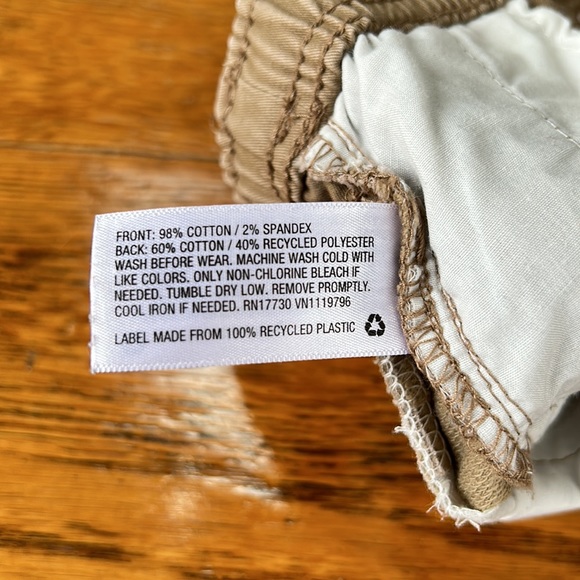 FRONT: 98% COTTON / 2% SPANDEX
BACK: 60% COTTON / 40% RECYCLED POLYESTER
WASH BEFORE WEAR. MACHINE WASH COLD WITH
LIKE COLORS. ONLY NON-CHLORINE BLEACH IF
NEEDED. TUMBLE DRY LOW. REMOVE PROMPTLY.
COOL IRON IF NEEDED. RN17730 VN1119796
LABEL MADE FROM 100% RECYCLED PLASTIC